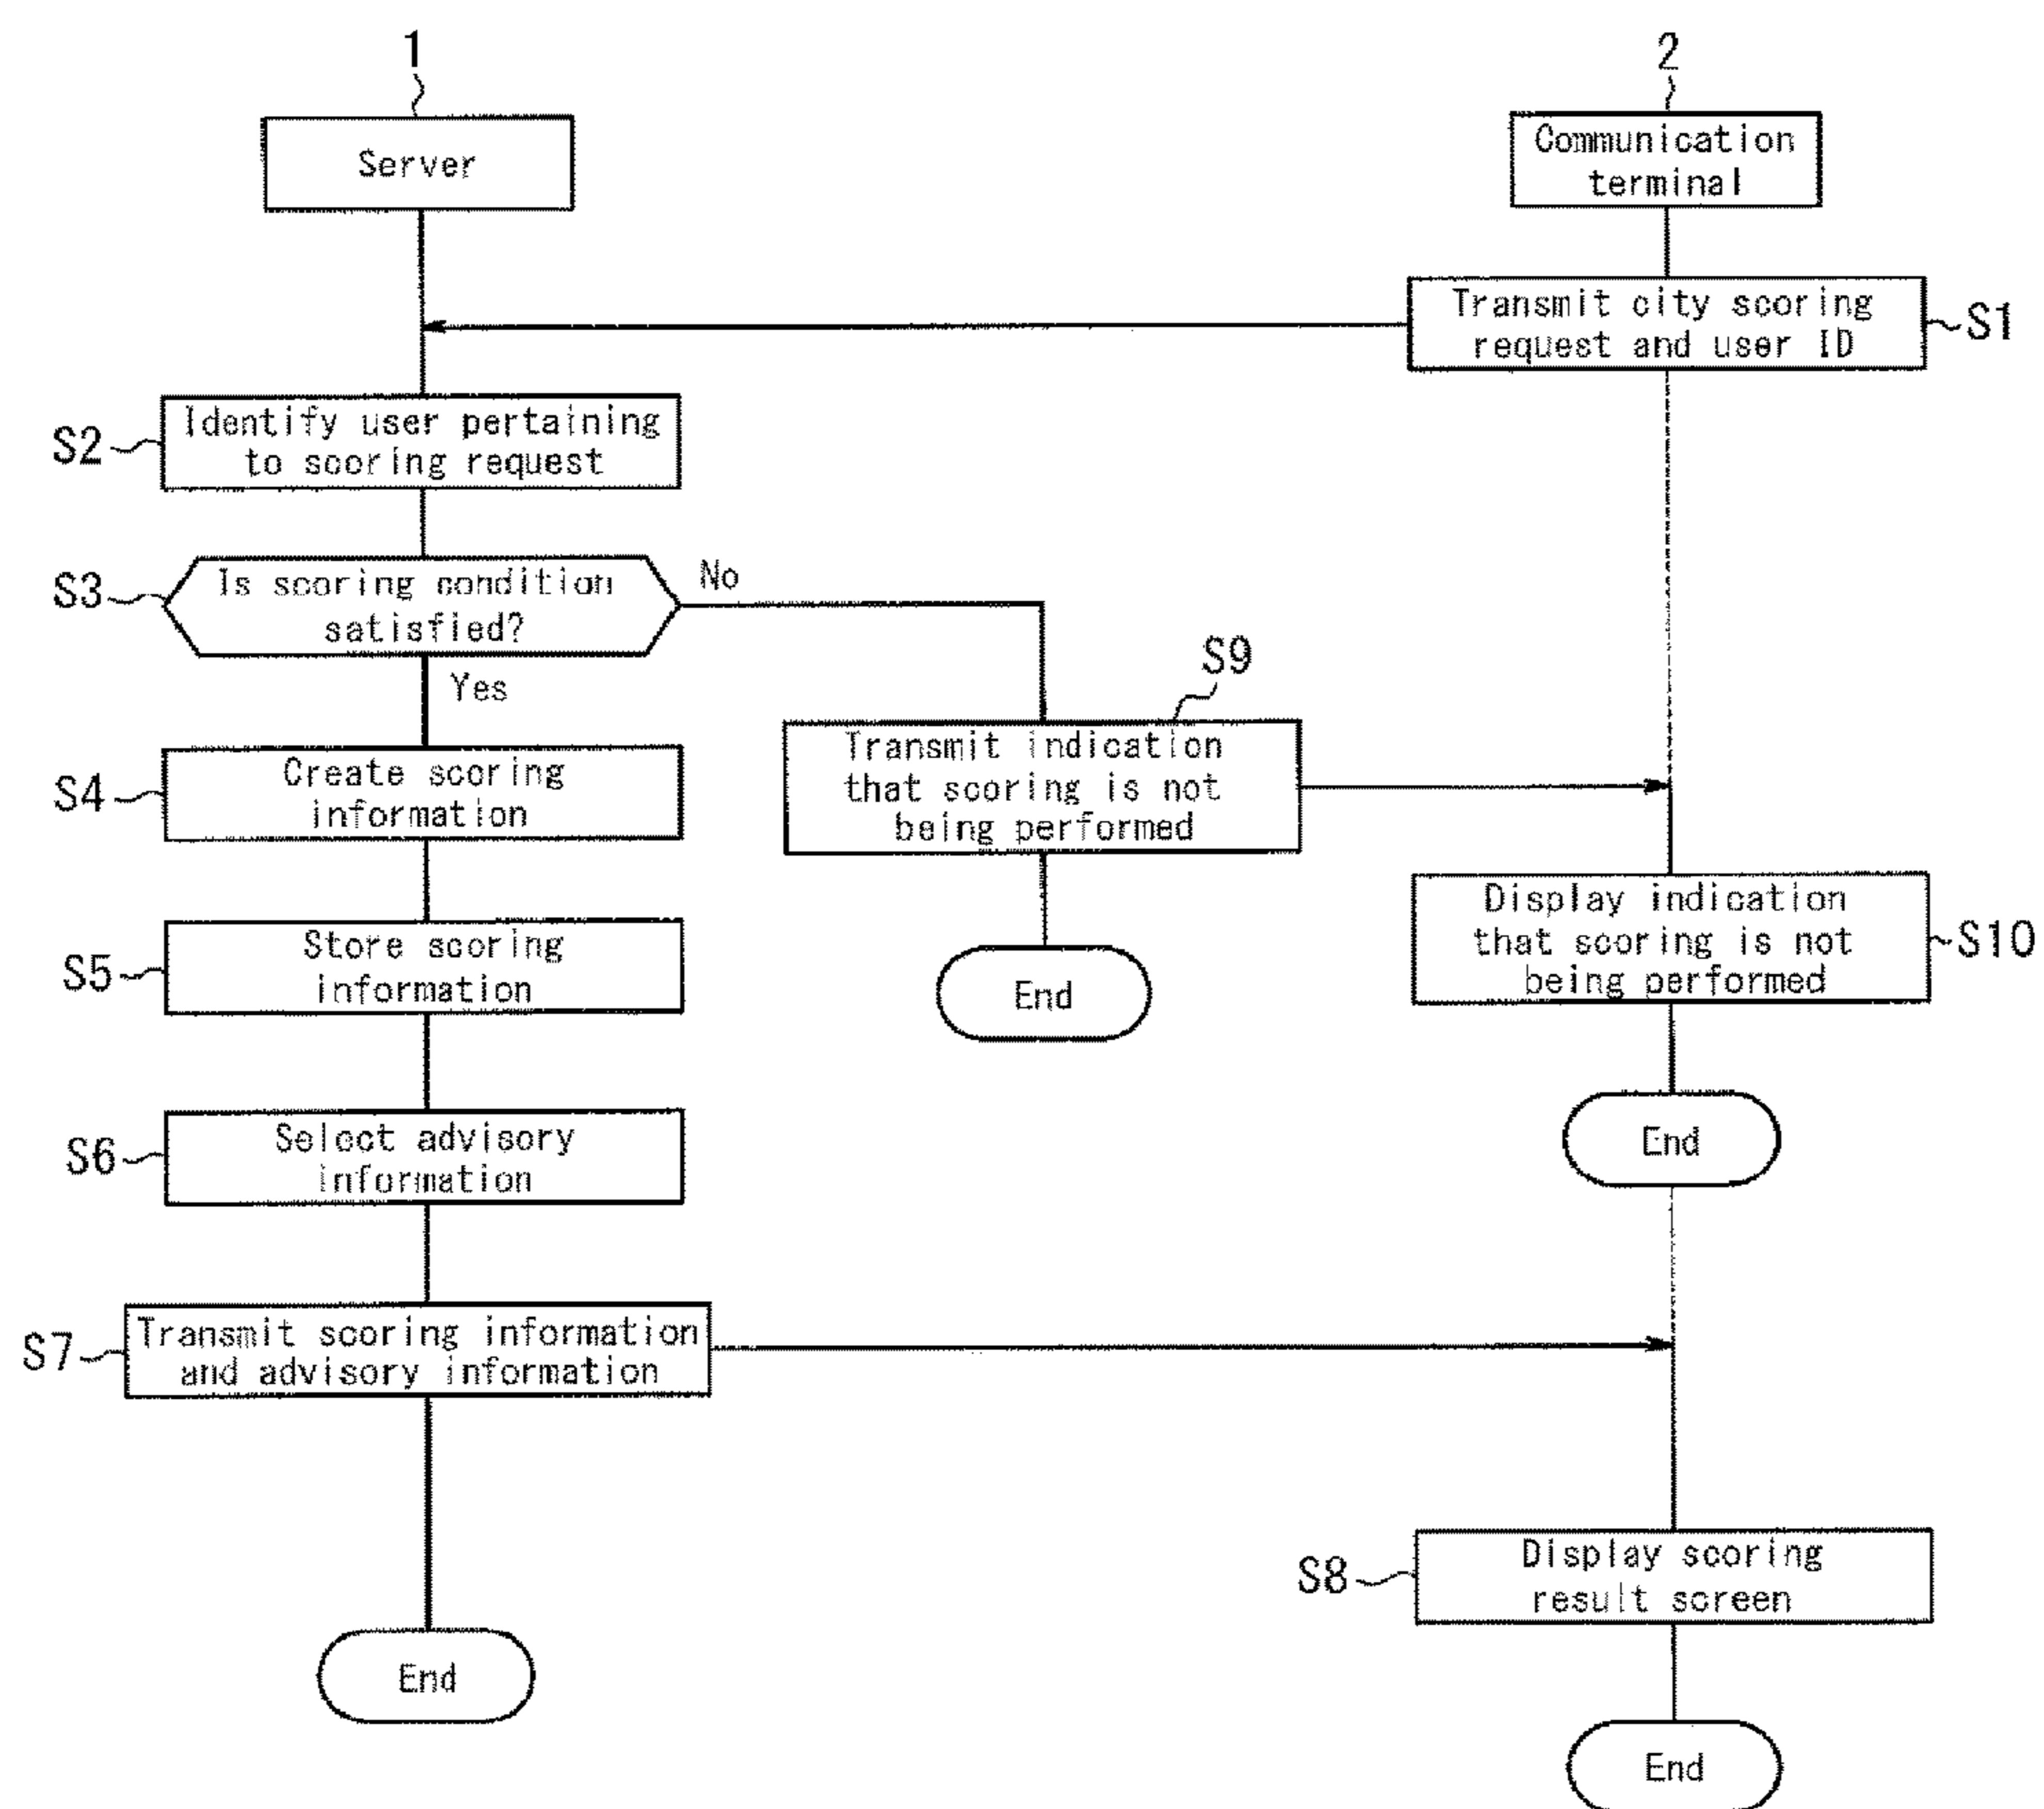 1
2
Server
Communication
terminal
Transmit city scoring
request and user ID
S1
S2
Identify user pertaining
to scoring request
S3
Is scoring condition
satisfied?
No
Yes
S9
Transmit indication
that scoring is not
being performed
S4
Create scoring
information
Display indication
that scoring is not
being performed
S10
S5
Store scoring
information
End
End
S6
Select advisory
information
S7
Transmit scoring information
and advisory information
S8
Display scoring
result screen
End
End